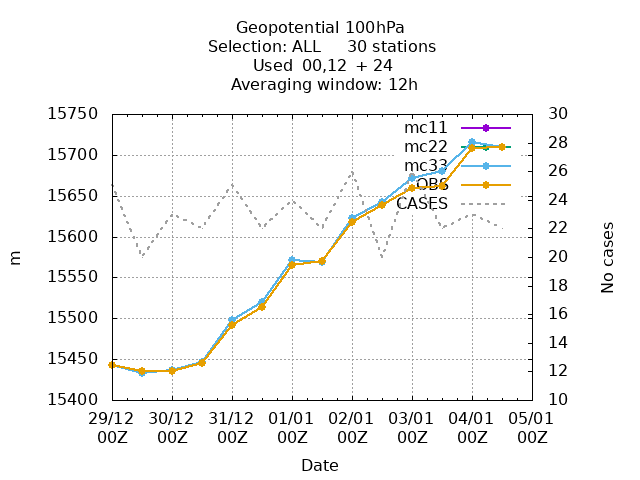 Geopotential 100hPa
Selection: ALL 30 stations
Used 00,12 + 24
Averaging window: 12h
15750
15700
15650
15600
15550
15500
15450
15400
m
30
28
26
24
22
20
18
16
14
12
10
No cases
mc11
mc22
mc33
OBS
CASES
29/12 30/12 31/12 01/01 02/01 03/01 04/01 05/01
00Z 00Z 00Z 00Z 00Z 00Z 00Z 00Z
Date